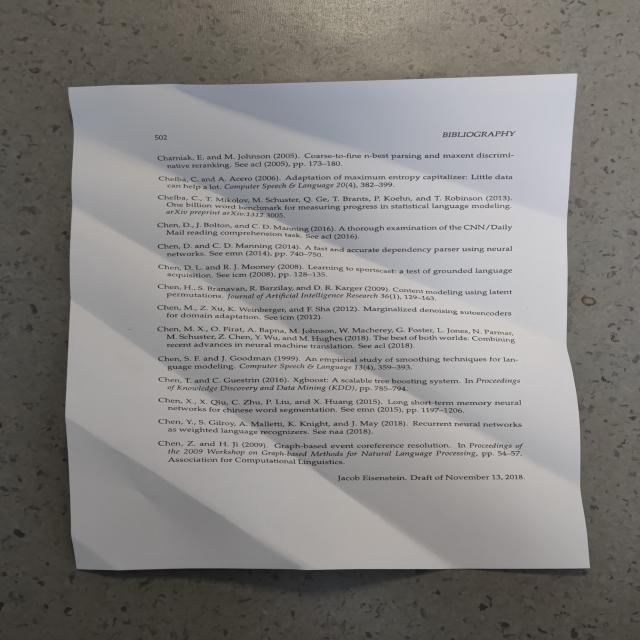 502
BIBLIOGRAPHY
Charniak, E. and M. Johnson (2005). Coarse-to-fine n-best parsing and maxent discrimi-
native reranking. See acl (2005), pp. 173–180.
Chelba, C. and A. Acero (2006). Adaptation of maximum entropy capitalizer: Little data
can help a lot. Computer Speech & Language 20(4), 382–399.
Chelba, C., T. Mikolov, M. Schuster, Q. Ge, T. Brants, P. Koehn, and T. Robinson (2013).
One billion word benchmark for measuring progress in statistical language modeling.
arXiv preprint arXiv:1312.3005.
Chen, D., J. Bolton, and C. D. Manning (2016). A thorough examination of the CNN/Daily
Mail reading comprehension task. See acl (2016).
Chen, D. and C. D. Manning (2014). A fast and accurate dependency parser using neural
networks. See emn (2014), pp. 740–750.
Chen, D. L. and R. J. Mooney (2008). Learning to sportscast: a test of grounded language
acquisition. See icm (2008), pp. 128–135.
Chen, H., S. Branavan, R. Barzilay, and D. R. Karger (2009). Content modeling using latent
permutations. Journal of Artificial Intelligence Research 36(1), 129–163.
Chen, M., Z. Xu, K. Weinberger, and F. Sha (2012). Marginalized denoising autoencoders
for domain adaptation. See icm (2012).
Chen, M. X., O. Firat, A. Bapna, M. Johnson, W. Macherey, G. Foster, L. Jones, N. Parmar,
M. Schuster, Z. Chen, Y. Wu, and M. Hughes (2018). The best of both worlds: Combining
recent advances in neural machine translation. See acl (2018).
Chen, S. F. and J. Goodman (1999). An empirical study of smoothing techniques for lan-
guage modeling. Computer Speech & Language 13(4), 359–393.
Chen, T. and C. Guestrin (2016). Xgboost: A scalable tree boosting system. In Proceedings
of Knowledge Discovery and Data Mining (KDD), pp. 785–794.
Chen, X., X. Qiu, C. Zhu, P. Liu, and X. Huang (2015). Long short-term memory neural
networks for chinese word segmentation. See emn (2015), pp. 1197–1206.
Chen, Y., S. Gilroy, A. Malletti, K. Knight, and J. May (2018). Recurrent neural networks
as weighted language recognizers. See naa (2018).
Chen, Z. and H. Ji (2009). Graph-based event coreference resolution. In Proceedings of
the 2009 Workshop on Graph-based Methods for Natural Language Processing, pp. 54–57.
Association for Computational Linguistics.
Jacob Eisenstein. Draft of November 13, 2018.